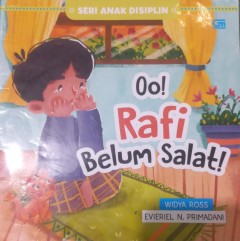 SERI ANAK DISIPLIN
Oo!
Rafi
Belum Salat!
WIDYA ROSS
EVIERIEL N. PRIMADANI